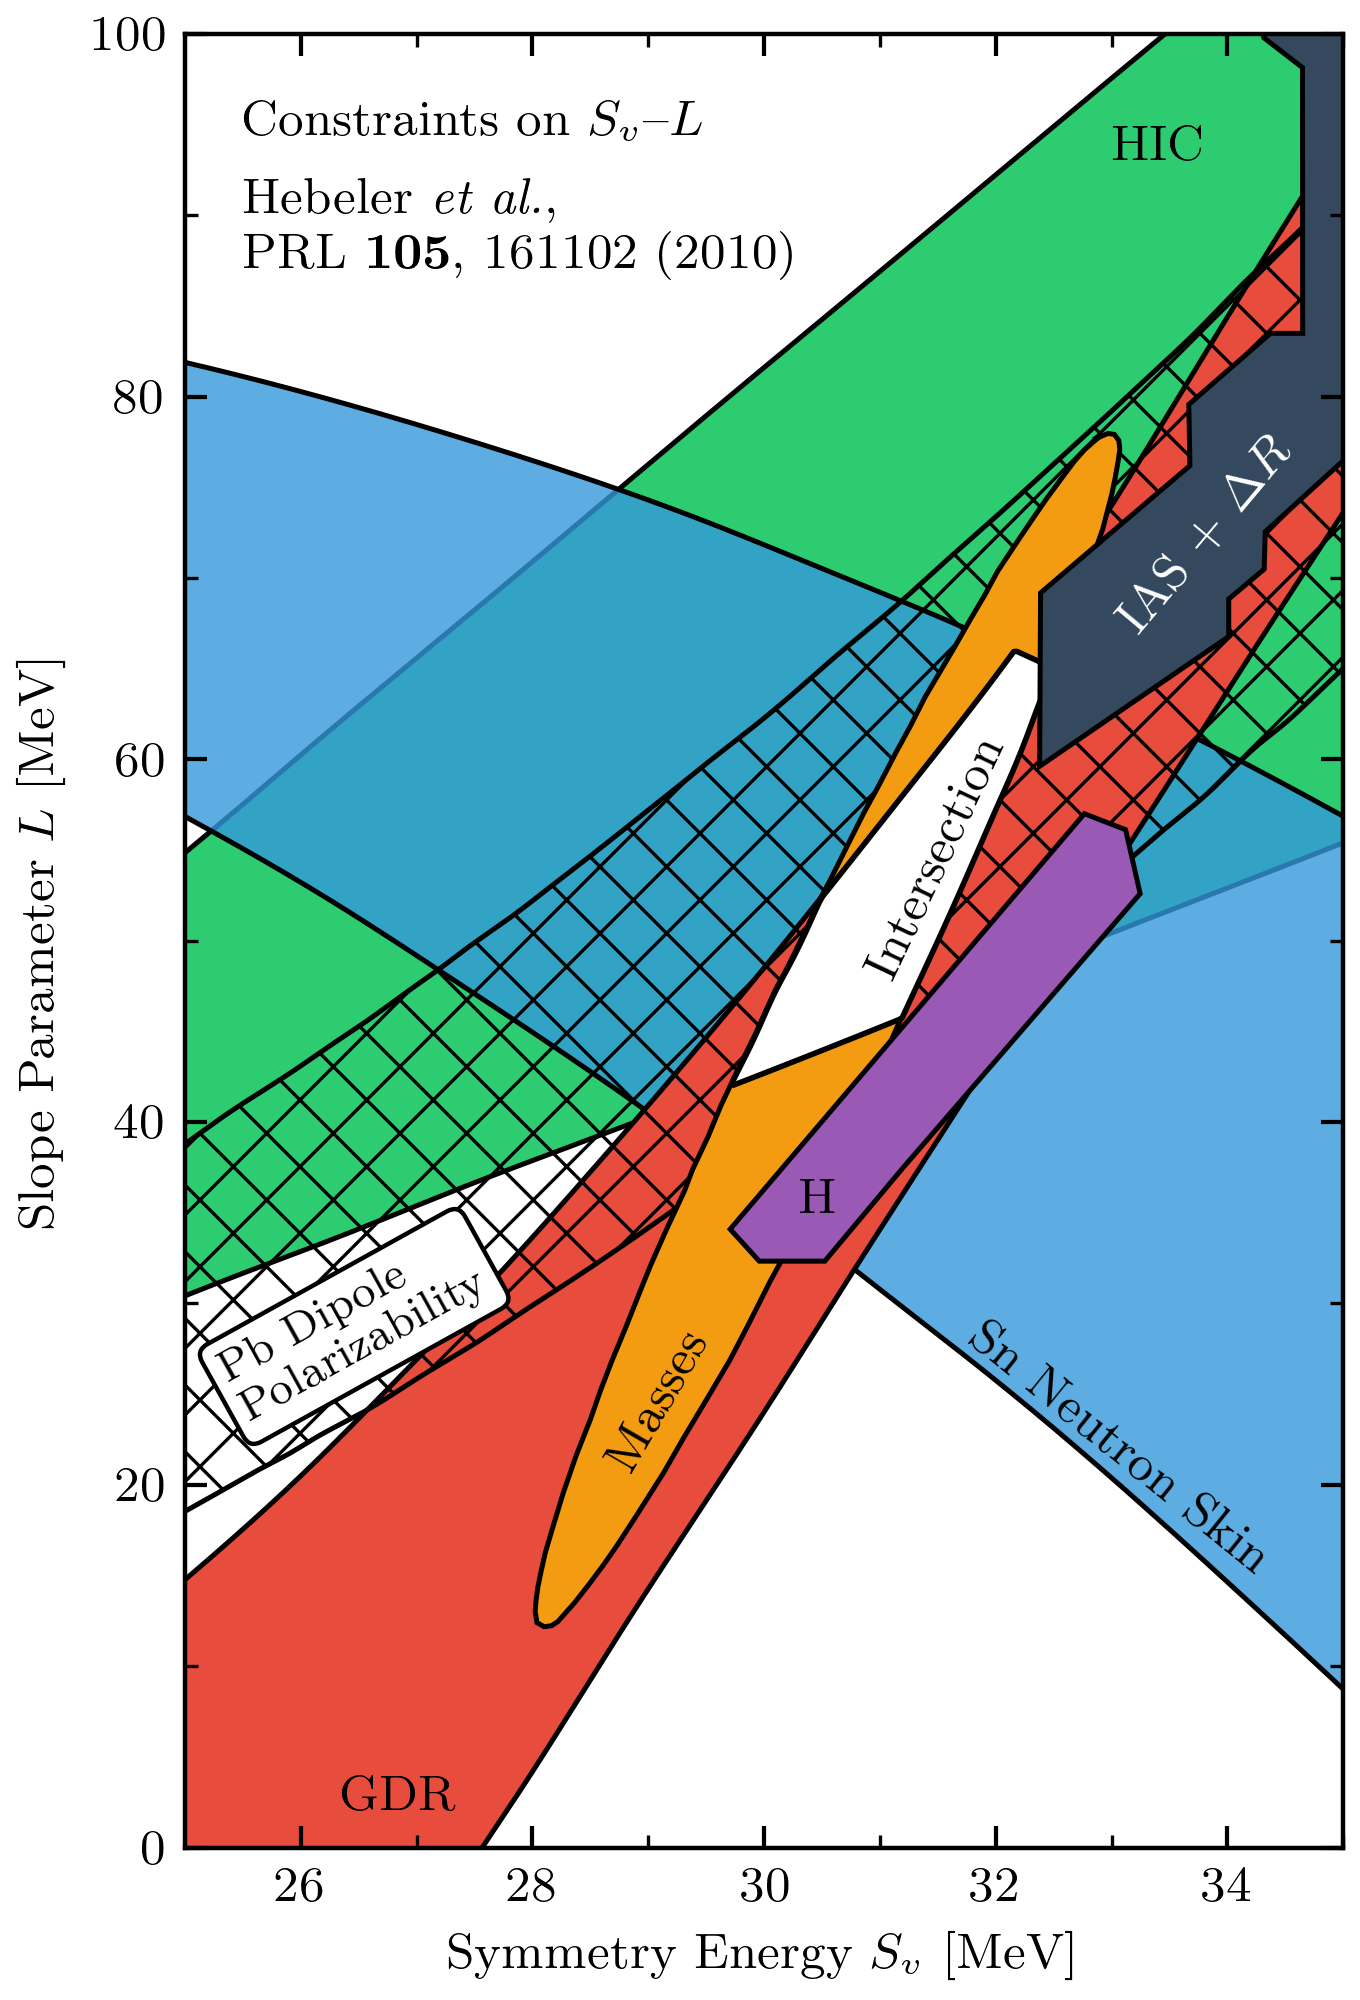 100
80
60
40
20
0
Slope Parameter L [MeV]
Constraints on Sᵥ–L
Hebeler et al.,
PRL 105, 161102 (2010)
HIC
IAS + ΔR
Intersection
H
Pb Dipole
Polarizability
Masses
Sn Neutron Skin
GDR
26 28 30 32 34
Symmetry Energy Sᵥ [MeV]